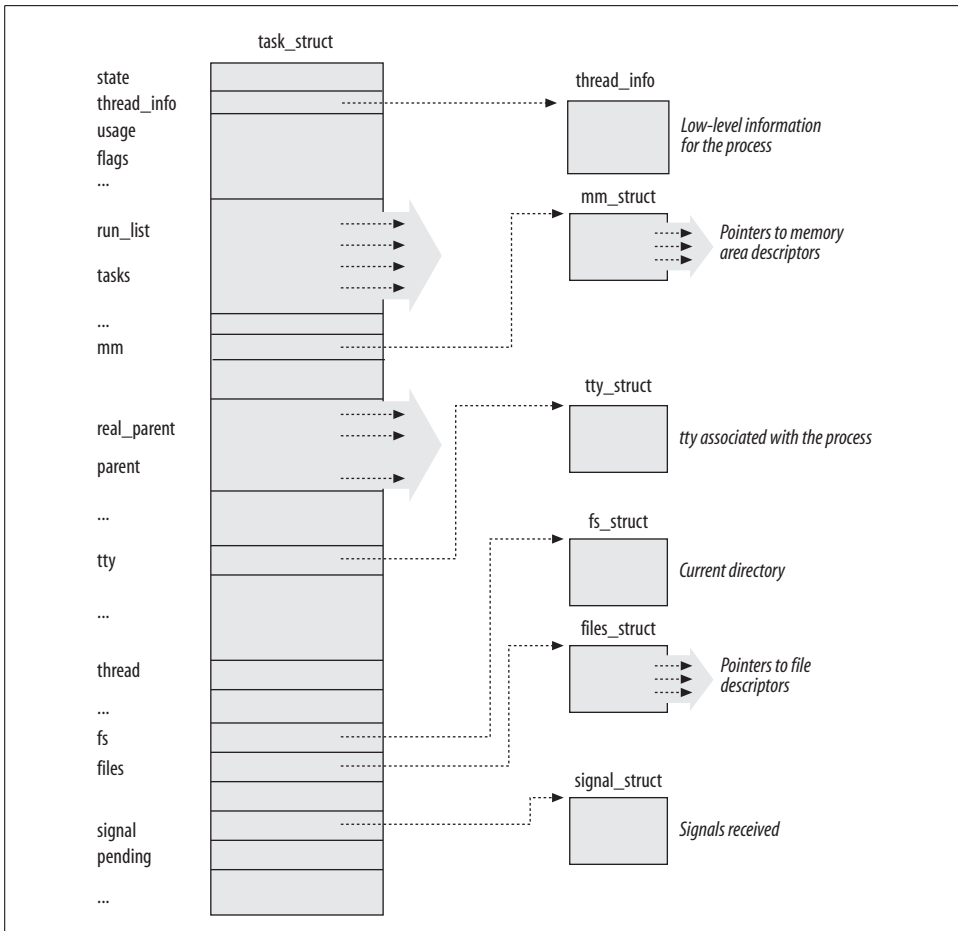 task_struct
state
thread_info
usage
flags
...
run_list
tasks
...
mm
real_parent
parent
...
tty
...
thread
...
fs
files
signal
pending
...
thread_info
Low-level information
for the process
mm_struct
Pointers to memory
area descriptors
tty_struct
tty associated with the process
fs_struct
Current directory
files_struct
Pointers to file
descriptors
signal_struct
Signals received